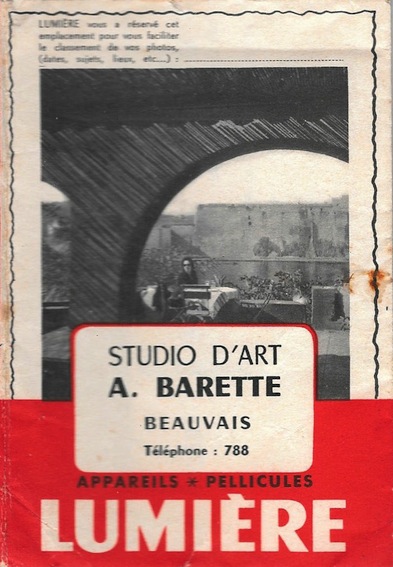 LUMIÈRE vous a réservé cet
emplacement pour vous faciliter
le classement de vos photos,
(dates, sujets, lieux, etc...) :
STUDIO D'ART
A. BARETTE
BEAUVAIS
Téléphone : 788
APPAREILS * PELLICULES
LUMIÈRE